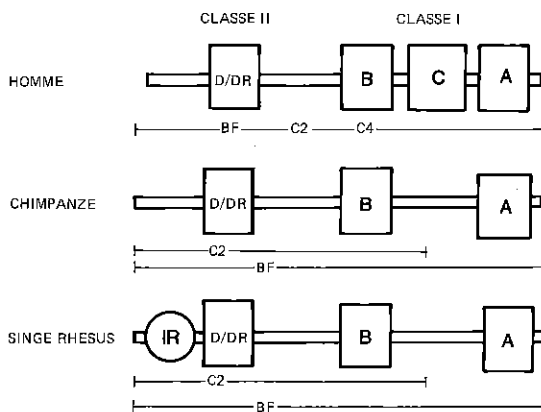 CLASSE II CLASSE I
HOMME D/DR B C A
BF C2 C4
CHIMPANZE D/DR B A
C2
BF
SINGE RHESUS IR D/DR B A
C2
BF